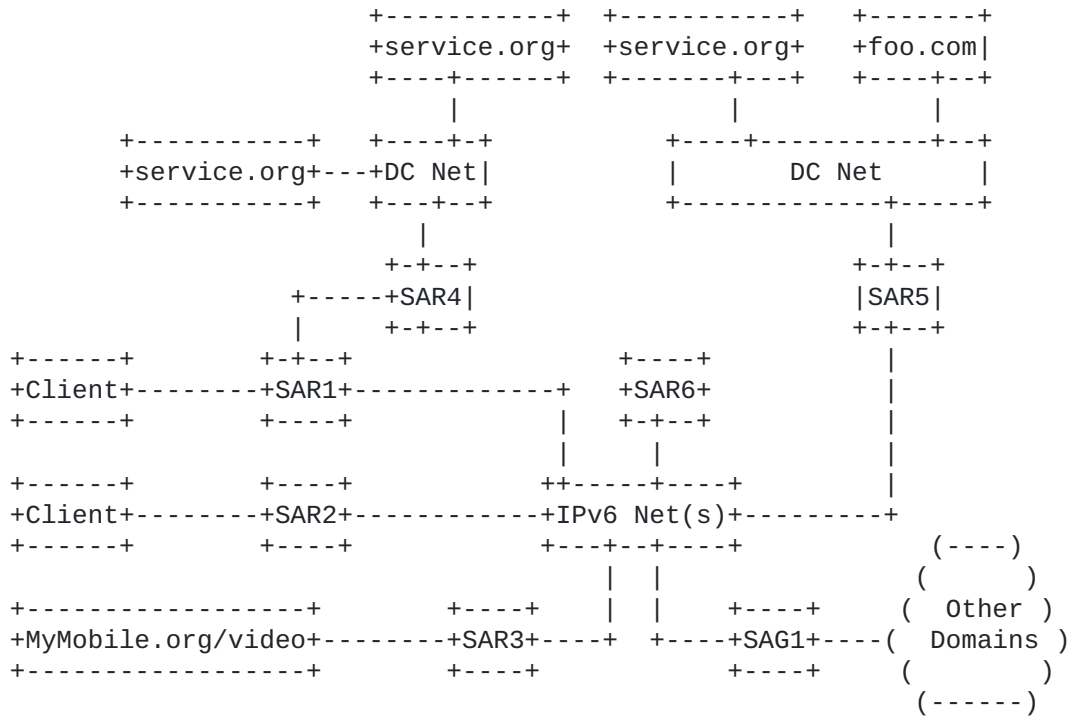 service.org service.org foo.com
service.org DC Net DC Net
SAR4 SAR5
Client SAR1 SAR6
Client SAR2 IPv6 Net(s)
Other
MyMobile.org/video SAR3 SAG1 Domains